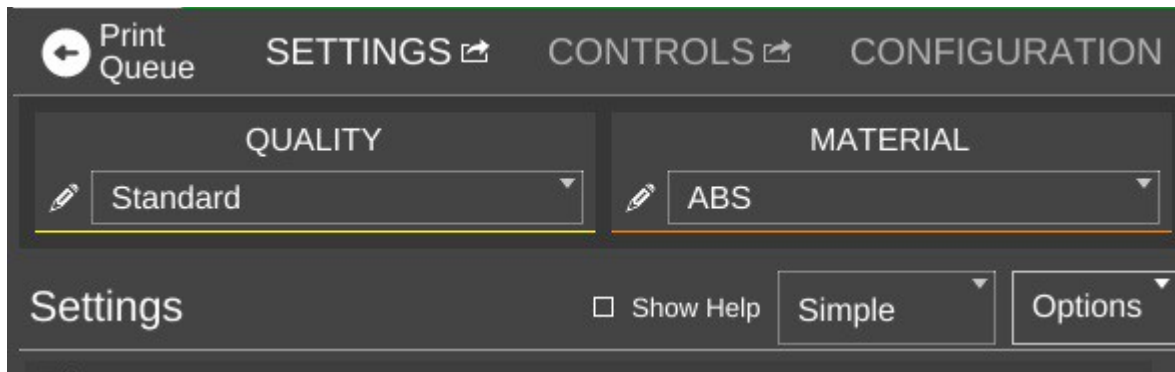 Print
Queue
SETTINGS
CONTROLS
CONFIGURATION
QUALITY
MATERIAL
Standard
ABS
Settings
Show Help
Simple
Options